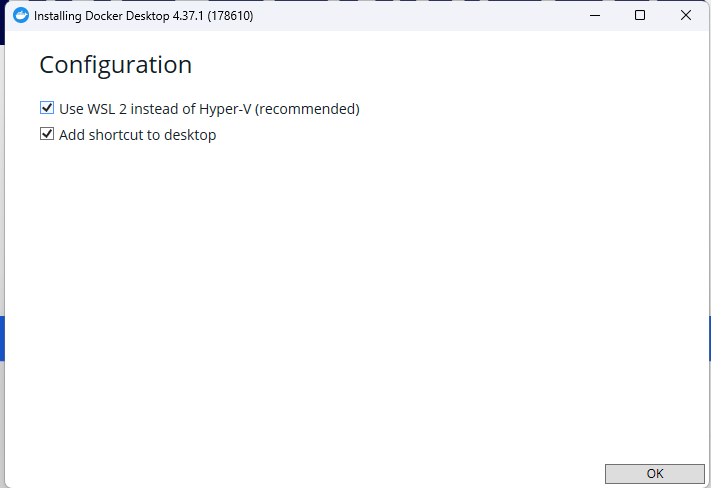 Installing Docker Desktop 4.37.1 (178610)
Configuration
Use WSL 2 instead of Hyper-V (recommended)
Add shortcut to desktop
OK